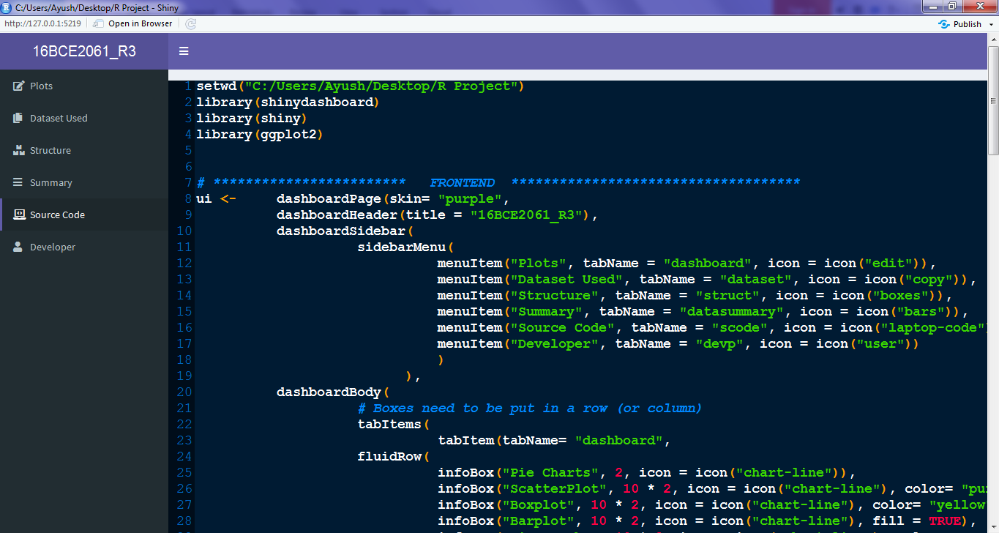 C:/Users/Ayush/Desktop/R Project - Shiny
http://127.0.0.1:5219 Open in Browser Publish
16BCE2061_R3
Plots
Dataset Used
Structure
Summary
Source Code
Developer
1 setwd("C:/Users/Ayush/Desktop/R Project")
2 library(shinydashboard)
3 library(shiny)
4 library(ggplot2)
5
6
7 # ************************ FRONTEND ************************************
8 ui <- dashboardPage(skin= "purple",
9 dashboardHeader(title = "16BCE2061_R3"),
10 dashboardSidebar(
11 sidebarMenu(
12 menuItem("Plots", tabName = "dashboard", icon = icon("edit")),
13 menuItem("Dataset Used", tabName = "dataset", icon = icon("copy")),
14 menuItem("Structure", tabName = "struct", icon = icon("boxes")),
15 menuItem("Summary", tabName = "datasummary", icon = icon("bars")),
16 menuItem("Source Code", tabName = "scode", icon = icon("laptop-code")
17 menuItem("Developer", tabName = "devp", icon = icon("user"))
18 )
19 ),
20 dashboardBody(
21 # Boxes need to be put in a row (or column)
22 tabItems(
23 tabItem(tabName= "dashboard",
24 fluidRow(
25 infoBox("Pie Charts", 2, icon = icon("chart-line")),
26 infoBox("ScatterPlot", 10 * 2, icon = icon("chart-line"), color= "pu
27 infoBox("Boxplot", 10 * 2, icon = icon("chart-line"), color= "yellow
28 infoBox("Barplot", 10 * 2, icon = icon("chart-line"), fill = TRUE),